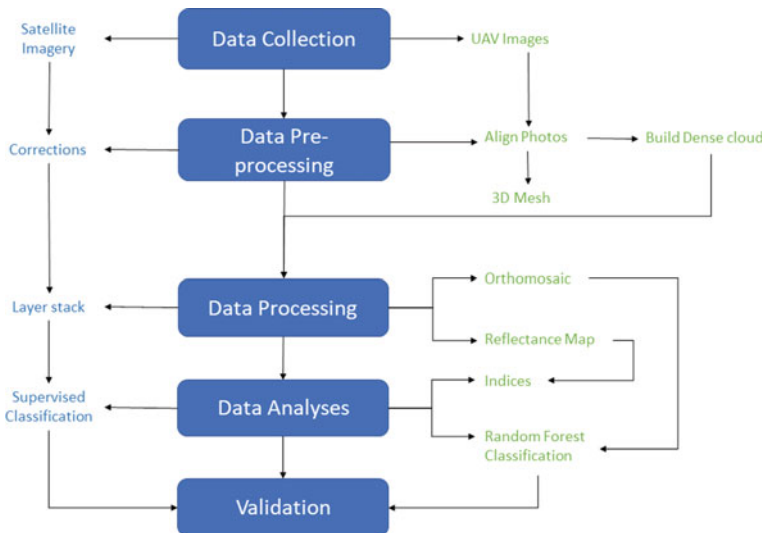 Satellite
Imagery
Data Collection
UAV Images
Corrections
Data Pre-
processing
Align Photos
Build Dense cloud
3D Mesh
Layer stack
Data Processing
Orthomosaic
Reflectance Map
Supervised
Classification
Data Analyses
Indices
Random Forest
Classification
Validation